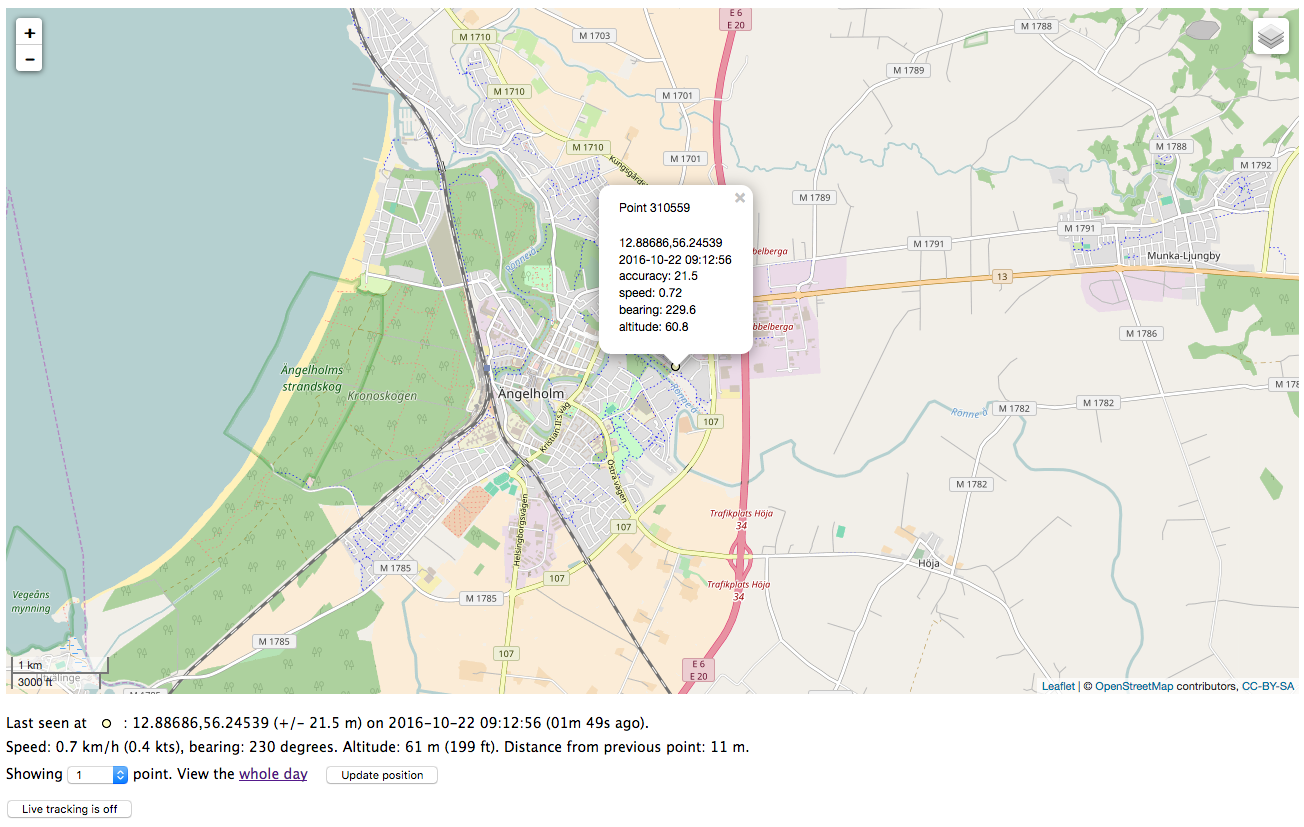 +
−
M 1710
M 1703
E 6
E 20
M 1788
M 1789
M 1710
M 1701
M 1710
M 1701
M 1788
M 1792
Kungsgårdsv
M 1789
Point 310559
12.88686,56.24539
2016-10-22 09:12:56
accuracy: 21.5
speed: 0.72
bearing: 229.6
altitude: 60.8
×
Rönne å
M 1791
M 1791
Munka-Ljungby
belberga
13
bbelberga
M 1786
Ängelholms
strandskog
Kronoskogen
Ängelholm
Rönne å
Rönne å
M 1782
M 1782
M 178
Kristian II:s väg
107
Östra vägen
M 1782
Helsingborgsvägen
Trafikplats Höja
34
107
M 1785
107
Höja
Trafikplats Höja
34
Vegeåns
mynning
M 1785
M 1785
107
E 6
E 20
1 km
3000 ft
Utvälinge
M 1785
Leaflet | © OpenStreetMap contributors, CC-BY-SA
Last seen at : 12.88686,56.24539 (+/- 21.5 m) on 2016-10-22 09:12:56 (01m 49s ago).
Speed: 0.7 km/h (0.4 kts), bearing: 230 degrees. Altitude: 61 m (199 ft). Distance from previous point: 11 m.
Showing 1 point. View the whole day Update position
Live tracking is off